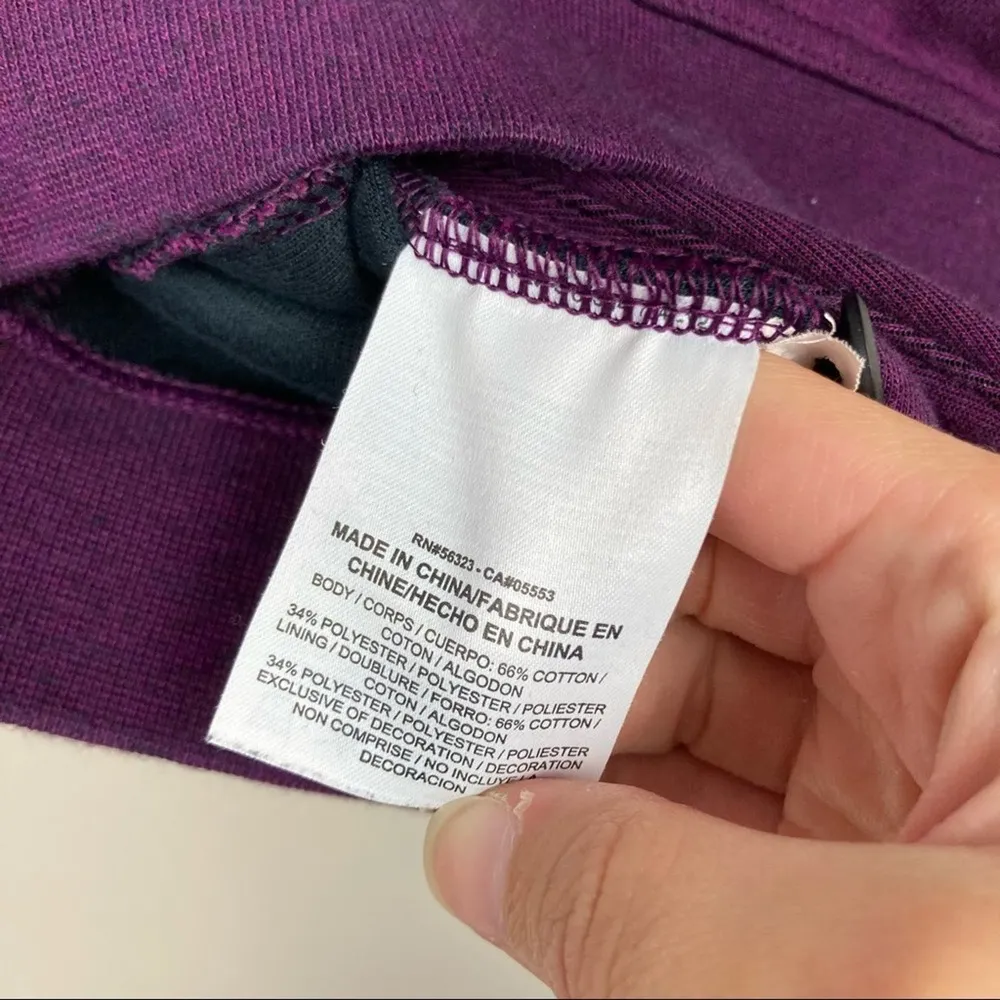 RN#56323 - CA#05553
MADE IN CHINA/FABRIQUE EN
CHINE/HECHO EN CHINA
BODY / CORPS / CUERPO: 66% COTTON /
COTON / ALGODON
34% POLYESTER / POLYESTER / POLIESTER
LINING / DOUBLURE / FORRO: 66% COTTON /
COTON / ALGODON
34% POLYESTER / POLYESTER / POLIESTER
EXCLUSIVE OF DECORATION / DECORATION
NON COMPRISE / NO INCLUYE LA
DECORACION